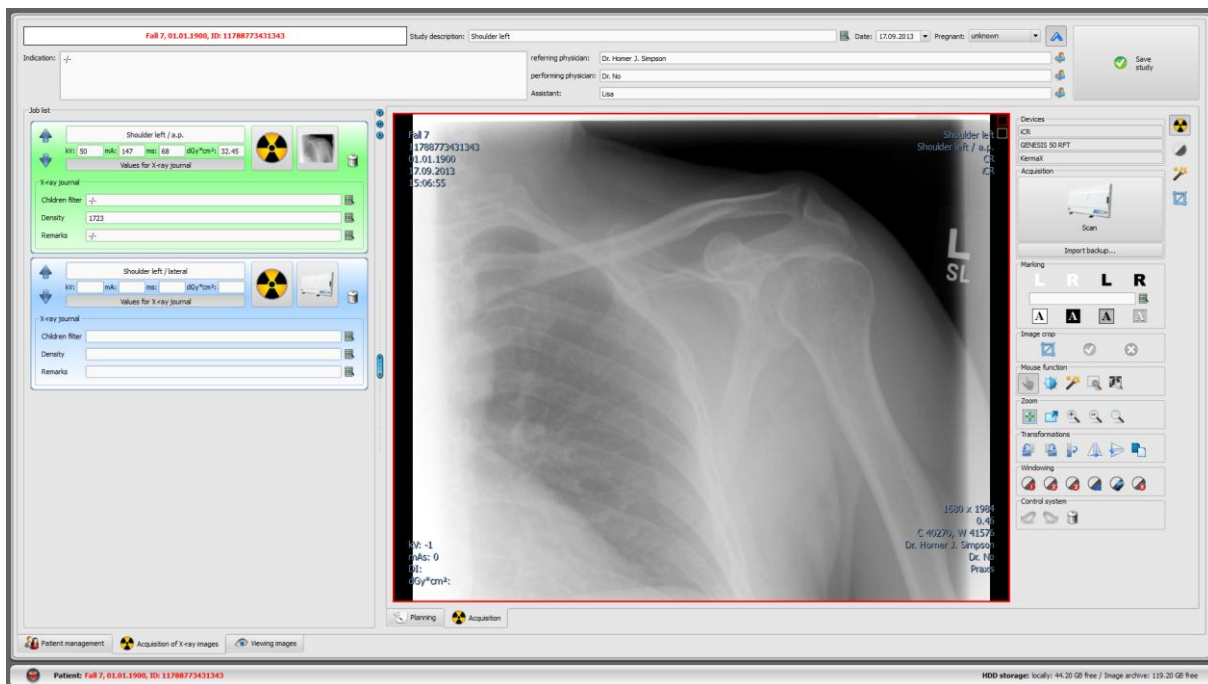 Fall 7, 01.01.1900, ID: 11788773431343
Study description: Shoulder left
Date: 17.09.2013 Pregnant: unknown
Save study
Indication: -/-
referring physician: Dr. Homer J. Simpson
performing physician: Dr. No
Assistant: Lisa
Job list
Shoulder left / a.p.
kV: 50 mA: 147 ms: 68 dGy*cm²: 32.45
Values for X-ray journal
X-ray journal
Children filter -/-
Density 1723
Remarks -/-
Shoulder left / lateral
kV: mA: ms: dGy*cm²:
Values for X-ray journal
X-ray journal
Children filter
Density
Remarks
Fall 7
11788773431343
01.01.1900
17.09.2013
15:06:55
Shoulder left
Shoulder left / a.p.
CR
iCR
L
SL
kV: -1
mAs: 0
DI:
dGy*cm²:
1680 x 1984
0.46
C 40270, W 41576
Dr. Homer J. Simpson
Dr. No
Praxis
Devices
iCR
GENESIS 50 RFT
KermaX
Acquisition
Scan
Import backup...
Marking
L R L R
A A A A
Image crop
Mouse function
Zoom
Transformations
Windowing
Control system
Planning Acquisition
Patient management Acquisition of X-ray images Viewing images
Patient: Fall 7, 01.01.1900, ID: 11788773431343
HDD storage: locally: 44.20 GB free / Image archive: 119.20 GB free